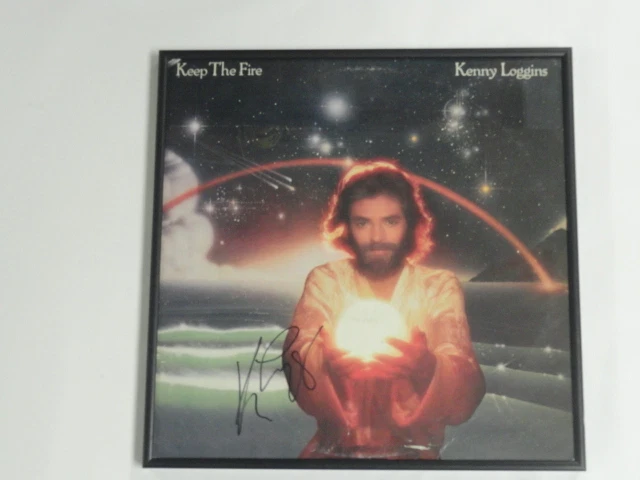 Keep The Fire
Kenny Loggins